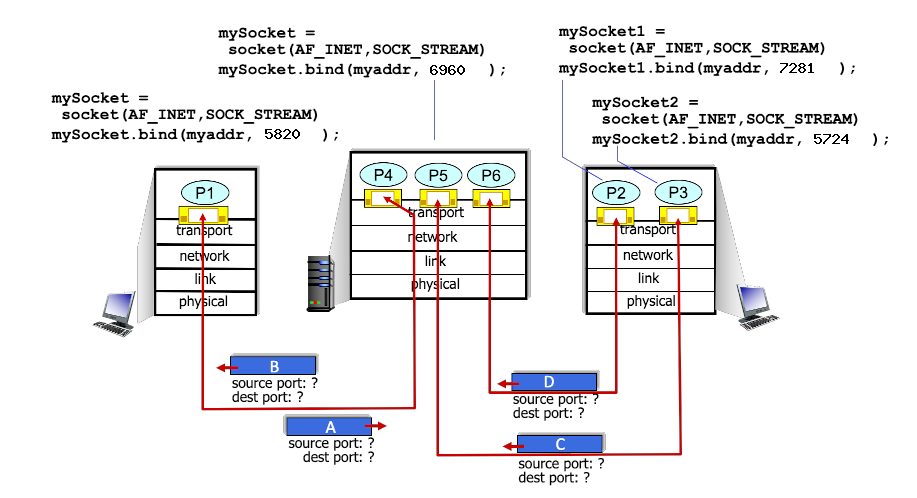 mySocket =
socket(AF_INET,SOCK_STREAM)
mySocket.bind(myaddr, 6960 );
mySocket1 =
socket(AF_INET,SOCK_STREAM)
mySocket1.bind(myaddr, 7281 );
mySocket =
socket(AF_INET,SOCK_STREAM)
mySocket.bind(myaddr, 5820 );
mySocket2 =
socket(AF_INET,SOCK_STREAM)
mySocket2.bind(myaddr, 5724 );
P1
transport
network
link
physical
P4 P5 P6
transport
network
link
physical
P2 P3
transport
network
link
physical
B
source port: ?
dest port: ?
A
source port: ?
dest port: ?
D
source port: ?
dest port: ?
C
source port: ?
dest port: ?